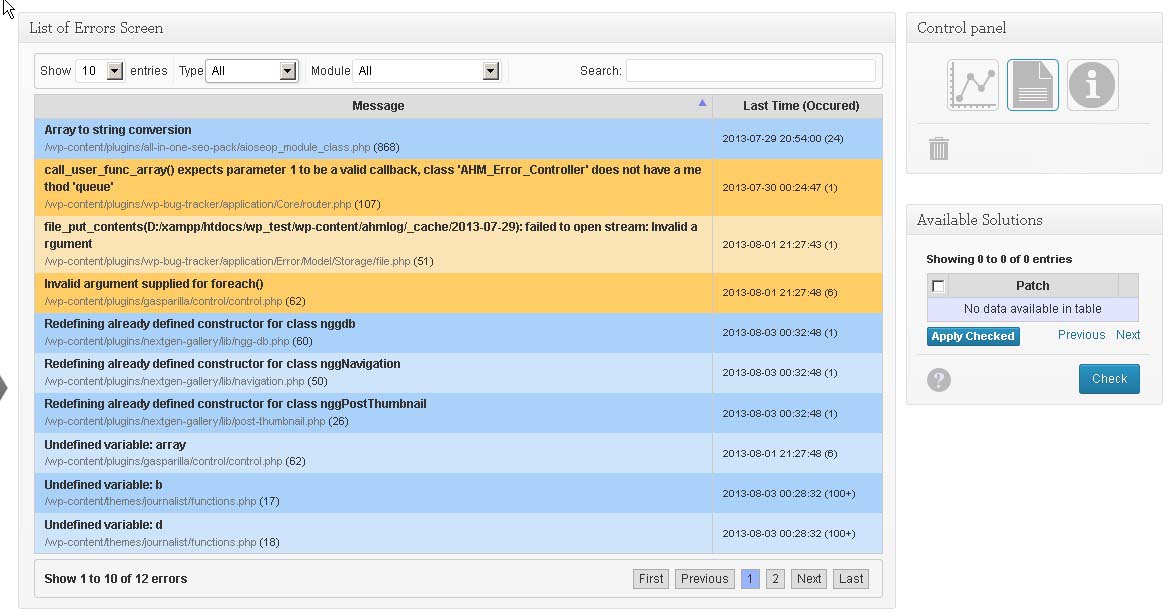 List of Errors Screen
Show 10 entries Type All Module All Search:
Message Last Time (Occured)
Array to string conversion
/wp-content/plugins/all-in-one-seo-pack/aioseop_module_class.php (868)
2013-07-29 20:54:00 (24)
call_user_func_array() expects parameter 1 to be a valid callback, class 'AHM_Error_Controller' does not have a me
thod 'queue'
/wp-content/plugins/wp-bug-tracker/application/Core/router.php (107)
2013-07-30 00:24:47 (1)
file_put_contents(D:/xampp/htdocs/wp_test/wp-content/ahmlog/_cache/2013-07-29): failed to open stream: Invalid a
rgument
/wp-content/plugins/wp-bug-tracker/application/Error/Model/Storage/file.php (51)
2013-08-01 21:27:43 (1)
Invalid argument supplied for foreach()
/wp-content/plugins/gasparilla/control/control.php (62)
2013-08-01 21:27:48 (6)
Redefining already defined constructor for class nggdb
/wp-content/plugins/nextgen-gallery/lib/ngg-db.php (60)
2013-08-03 00:32:48 (1)
Redefining already defined constructor for class nggNavigation
/wp-content/plugins/nextgen-gallery/lib/navigation.php (50)
2013-08-03 00:32:48 (1)
Redefining already defined constructor for class nggPostThumbnail
/wp-content/plugins/nextgen-gallery/lib/post-thumbnail.php (26)
2013-08-03 00:32:48 (1)
Undefined variable: array
/wp-content/plugins/gasparilla/control/control.php (62)
2013-08-01 21:27:48 (6)
Undefined variable: b
/wp-content/themes/journalist/functions.php (17)
2013-08-03 00:28:32 (100+)
Undefined variable: d
/wp-content/themes/journalist/functions.php (18)
2013-08-03 00:28:32 (100+)
Show 1 to 10 of 12 errors
First Previous 1 2 Next Last
Control panel
Available Solutions
Showing 0 to 0 of 0 entries
Patch
No data available in table
Apply Checked Previous Next
? Check